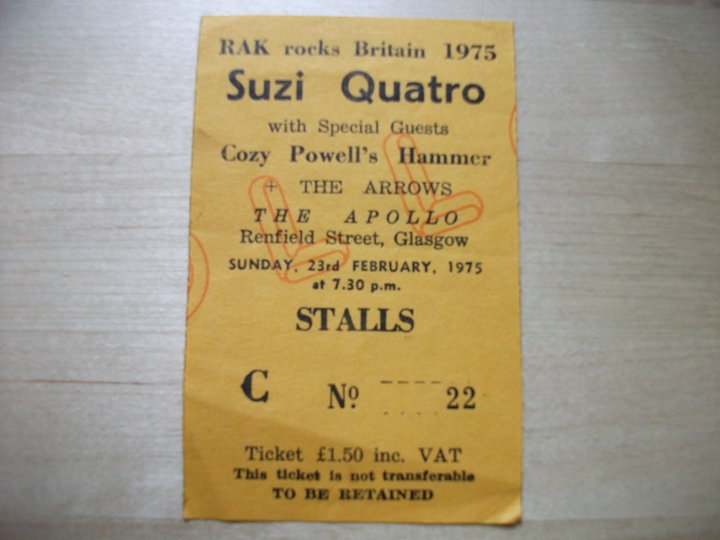 RAK rocks Britain 1975
Suzi Quatro
with Special Guests
Cozy Powell's Hammer
+ THE ARROWS
THE APOLLO
Renfield Street, Glasgow
SUNDAY, 23rd FEBRUARY, 1975
at 7.30 p.m.
STALLS
C Nº 22
Ticket £1.50 inc. VAT
This ticket is not transferable
TO BE RETAINED